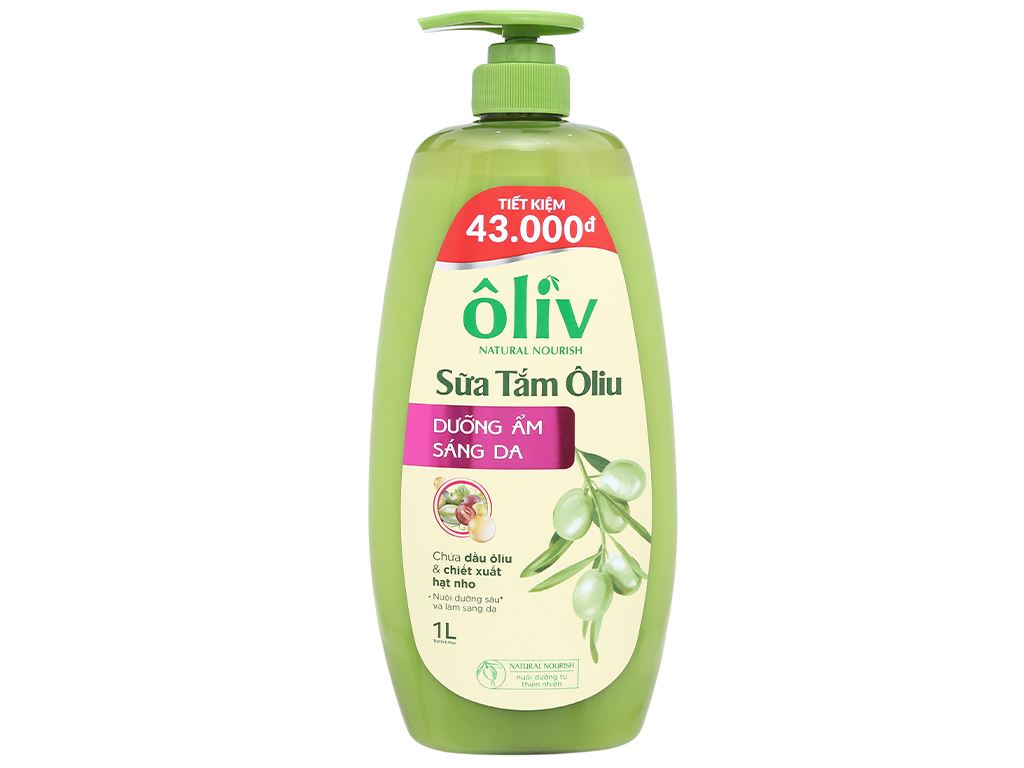 TIẾT KIỆM
43.000đ
ôliv
NATURAL NOURISH
Sữa Tắm Ôliu
DƯỠNG ẨM
SÁNG DA
Chứa dầu ôliu
& chiết xuất
hạt nho
• Nuôi dưỡng sâu*
và làm sáng da
1L
NATURAL NOURISH
nuôi dưỡng từ
thiên nhiên